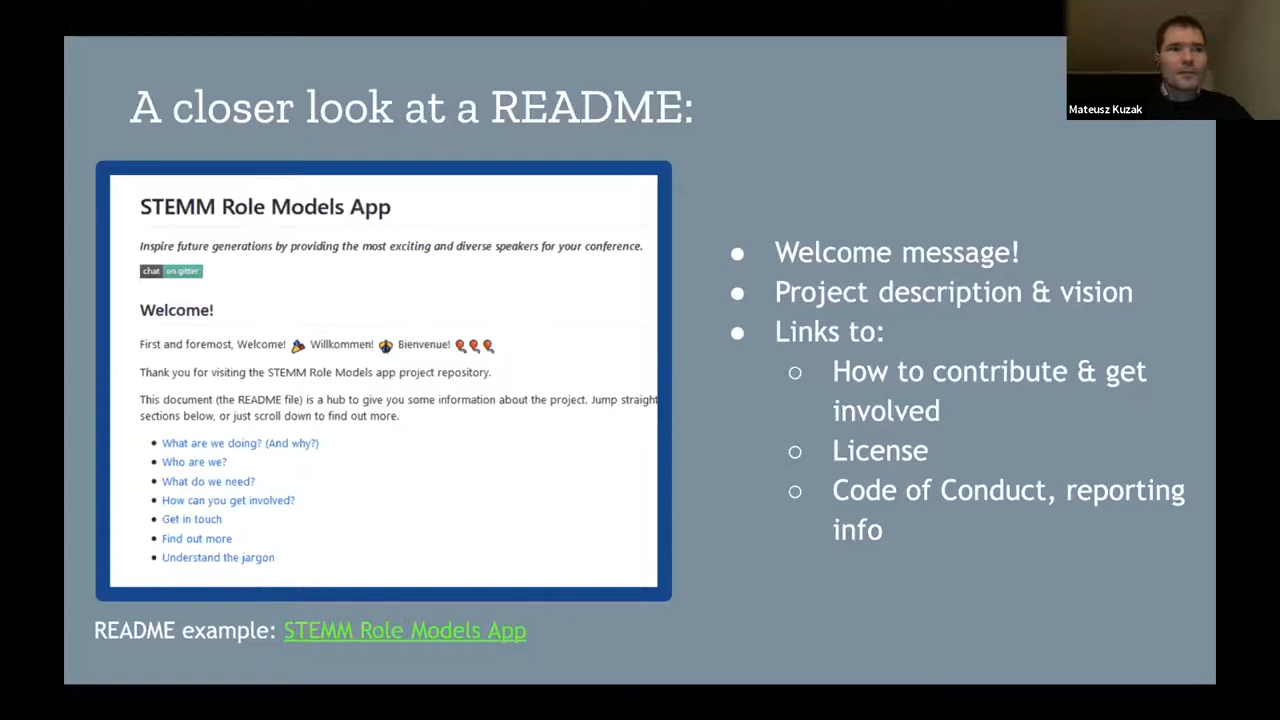 A closer look at a README:
Mateusz Kuzak
STEMM Role Models App
Inspire future generations by providing the most exciting and diverse speakers for your conference.
chat on gitter
Welcome!
First and foremost, Welcome! 🎉 Willkommen! 🎊 Bienvenue! 🎈🎈🎈
Thank you for visiting the STEMM Role Models app project repository.
This document (the README file) is a hub to give you some information about the project. Jump straight
sections below, or just scroll down to find out more.
• What are we doing? (And why?)
• Who are we?
• What do we need?
• How can you get involved?
• Get in touch
• Find out more
• Understand the jargon
README example: STEMM Role Models App
● Welcome message!
● Project description & vision
● Links to:
○ How to contribute & get
involved
○ License
○ Code of Conduct, reporting
info